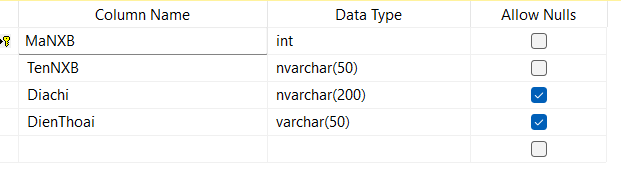 Column Name Data Type Allow Nulls
MaNXB int
TenNXB nvarchar(50)
Diachi nvarchar(200)
DienThoai varchar(50)